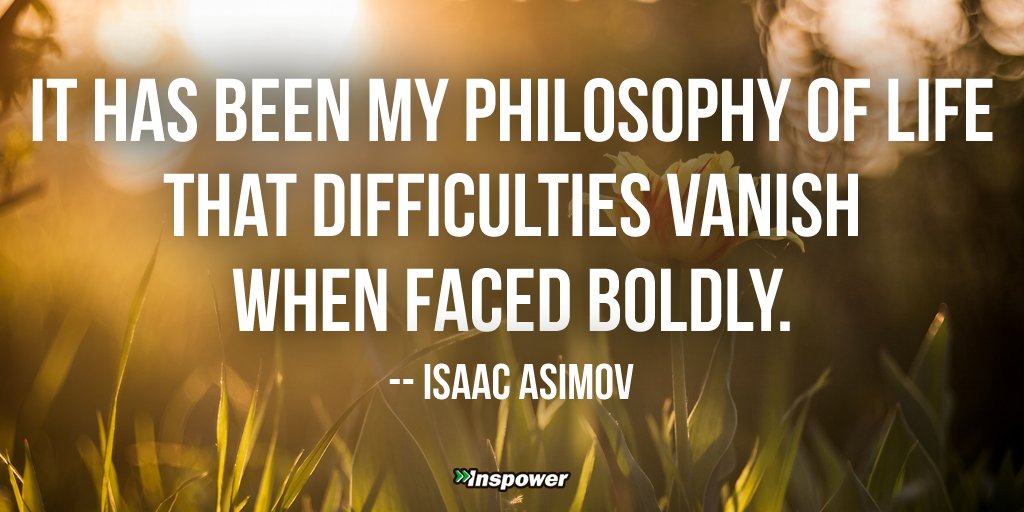 IT HAS BEEN MY PHILOSOPHY OF LIFE
THAT DIFFICULTIES VANISH
WHEN FACED BOLDLY.
-- ISAAC ASIMOV
Inspower